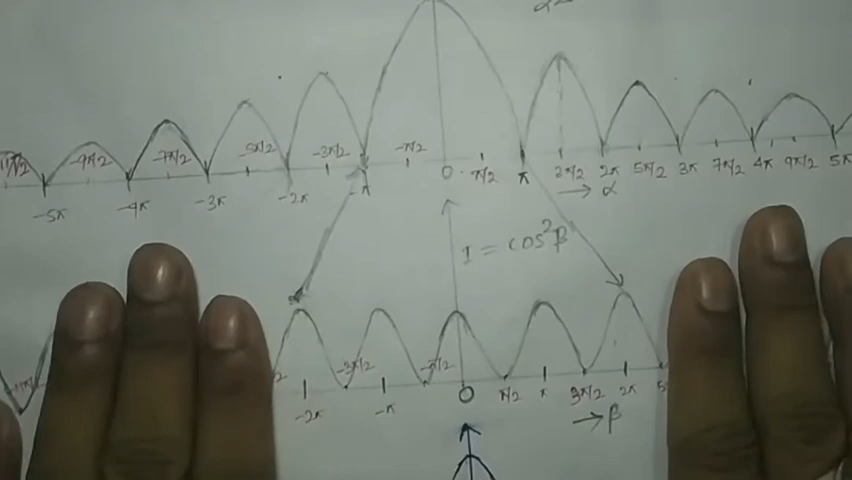 -9π/2 -7π/2 -5π/2 -3π/2 -π/2
0 π/2 π 3π/2 2π 5π/2 3π 7π/2 4π 9π/2 5π
-5π -4π -3π -2π -π
→ α
I = cos²β
-3π/2 -π/2
-2π -π 0 π/2 π 3π/2 2π
→ β